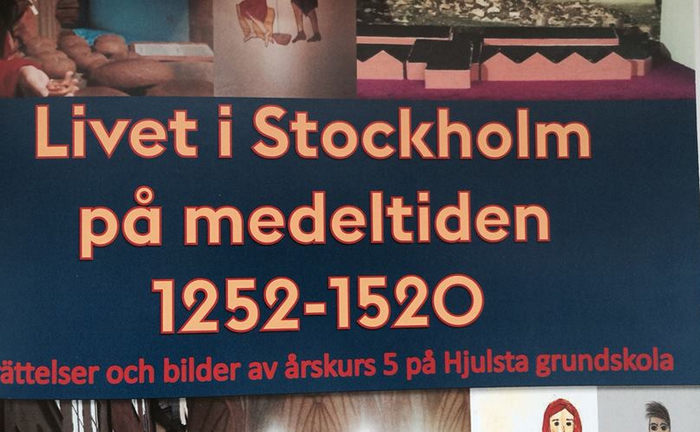 Livet i Stockholm
på medeltiden
1252-1520
ättelser och bilder av årskurs 5 på Hjulsta grundskola